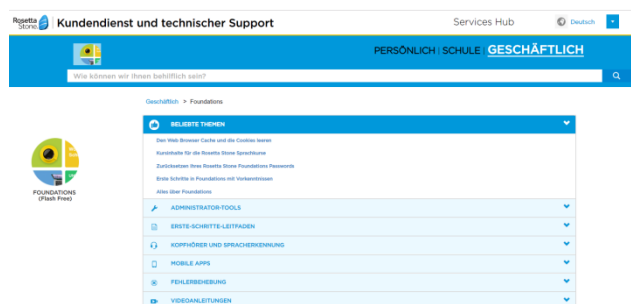 Rosetta Stone Kundendienst und technischer Support
Services Hub
Deutsch
PERSÖNLICH | SCHULE | GESCHÄFTLICH
Wie können wir Ihnen behilflich sein?
Geschäftlich > Foundations
FOUNDATIONS
(Flash Free)
BELIEBTE THEMEN
Den Web Browser Cache und die Cookies leeren
Kursinhalte für die Rosetta Stone Sprachkurse
Zurücksetzen Ihres Rosetta Stone Foundations Passwords
Erste Schritte in Foundations mit Vorkenntnissen
Alles über Foundations
ADMINISTRATOR-TOOLS
ERSTE-SCHRITTE-LEITFADEN
KOPFHÖRER UND SPRACHERKENNUNG
MOBILE APPS
FEHLERBEHEBUNG
VIDEOANLEITUNGEN